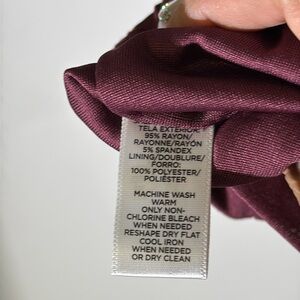 TELA EXTERIOR:
95% RAYON/
RAYONNE/RAYÓN
5% SPANDEX
LINING/DOUBLURE/
FORRO:
100% POLYESTER/
POLIÉSTER
MACHINE WASH
WARM
ONLY NON-
CHLORINE BLEACH
WHEN NEEDED
RESHAPE DRY FLAT
COOL IRON
WHEN NEEDED
OR DRY CLEAN